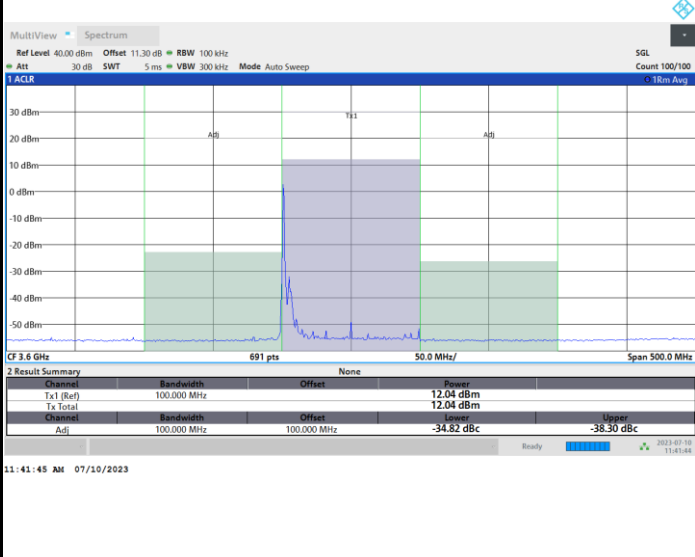 MultiView Spectrum
Ref Level 40.00 dBm Offset 11.30 dB RBW 100 kHz SGL
Att 30 dB SWT 5 ms VBW 300 kHz Mode Auto Sweep Count 100/100
1 ACLR 1Rm Avg
30 dBm
Tx1
20 dBm
Adj Adj
10 dBm
0 dBm
-10 dBm
-20 dBm
-30 dBm
-40 dBm
-50 dBm
CF 3.6 GHz 691 pts 50.0 MHz/ Span 500.0 MHz
2 Result Summary None
Channel Bandwidth Offset Power
Tx1 (Ref) 100.000 MHz 12.04 dBm
Tx Total 12.04 dBm
Channel Bandwidth Offset Lower Upper
Adj 100.000 MHz 100.000 MHz -34.82 dBc -38.30 dBc
Ready 2023-07-10
11:41:44
11:41:45 AM 07/10/2023